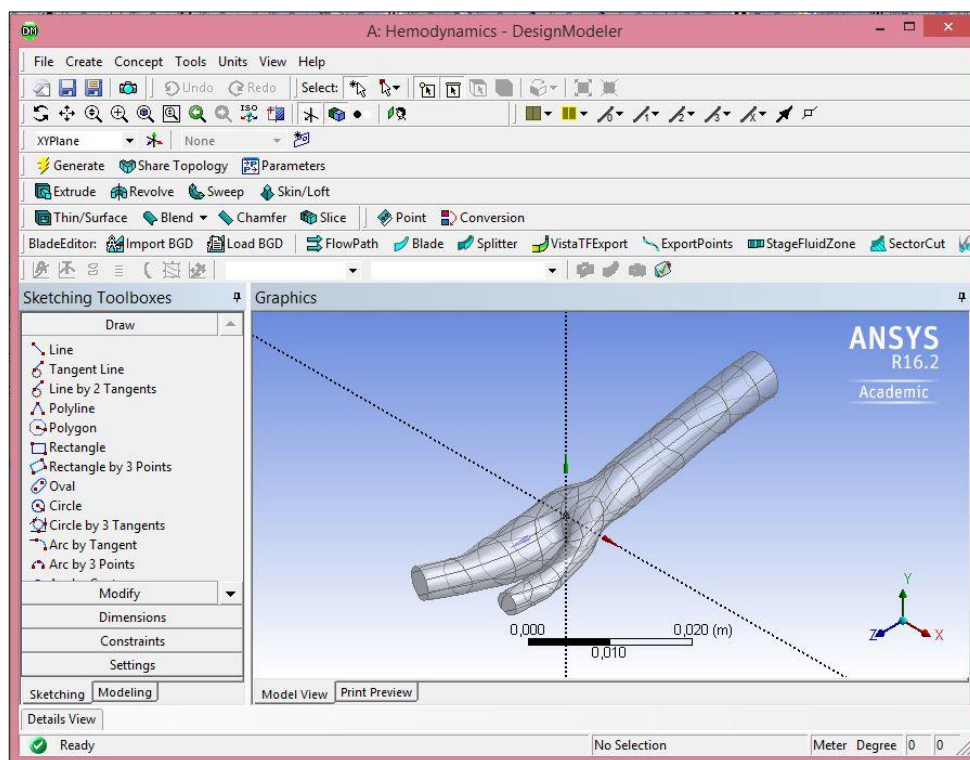 A: Hemodynamics - DesignModeler
File Create Concept Tools Units View Help
Undo Redo Select:
ISO
XYPlane None
Generate Share Topology Parameters
Extrude Revolve Sweep Skin/Loft
Thin/Surface Blend Chamfer Slice Point Conversion
BladeEditor: Import BGD Load BGD FlowPath Blade Splitter VistaTFExport ExportPoints StageFluidZone SectorCut
Sketching Toolboxes
Draw
Line
Tangent Line
Line by 2 Tangents
Polyline
Polygon
Rectangle
Rectangle by 3 Points
Oval
Circle
Circle by 3 Tangents
Arc by Tangent
Arc by 3 Points
Modify
Dimensions
Constraints
Settings
Sketching Modeling
Graphics
ANSYS
R16.2
Academic
0,000 0,020 (m)
0,010
Y
Z X
Model View Print Preview
Details View
Ready No Selection Meter Degree 0 0